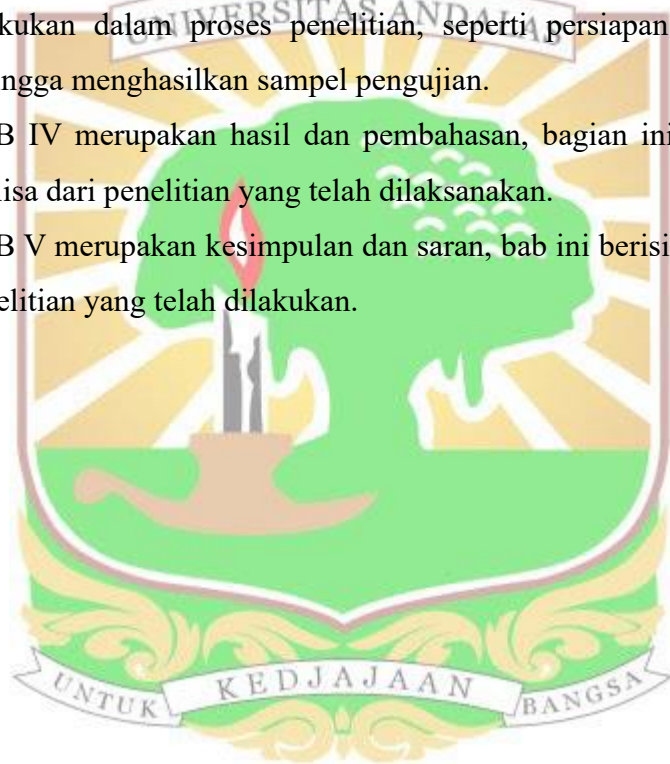 kukan dalam proses penelitian, seperti persiapan
UNIVERSITAS ANDALAS
ngga menghasilkan sampel pengujian.
B IV merupakan hasil dan pembahasan, bagian ini
lisa dari penelitian yang telah dilaksanakan.
B V merupakan kesimpulan dan saran, bab ini berisi
elitian yang telah dilakukan.
UNTUK KEDJAJAAN BANGSA